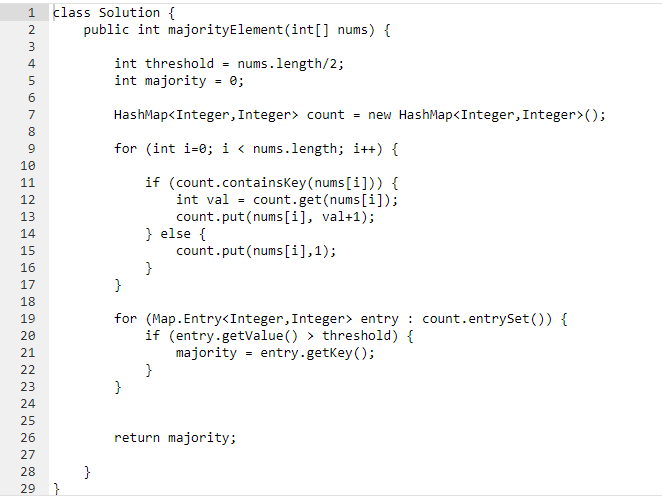 1 class Solution {
2     public int majorityElement(int[] nums) {
3
4         int threshold = nums.length/2;
5         int majority = 0;
6
7         HashMap<Integer,Integer> count = new HashMap<Integer,Integer>();
8
9         for (int i=0; i < nums.length; i++) {
10
11             if (count.containsKey(nums[i])) {
12                 int val = count.get(nums[i]);
13                 count.put(nums[i], val+1);
14             } else {
15                 count.put(nums[i],1);
16             }
17         }
18
19         for (Map.Entry<Integer,Integer> entry : count.entrySet()) {
20             if (entry.getValue() > threshold) {
21                 majority = entry.getKey();
22             }
23         }
24
25
26         return majority;
27
28     }
29 }